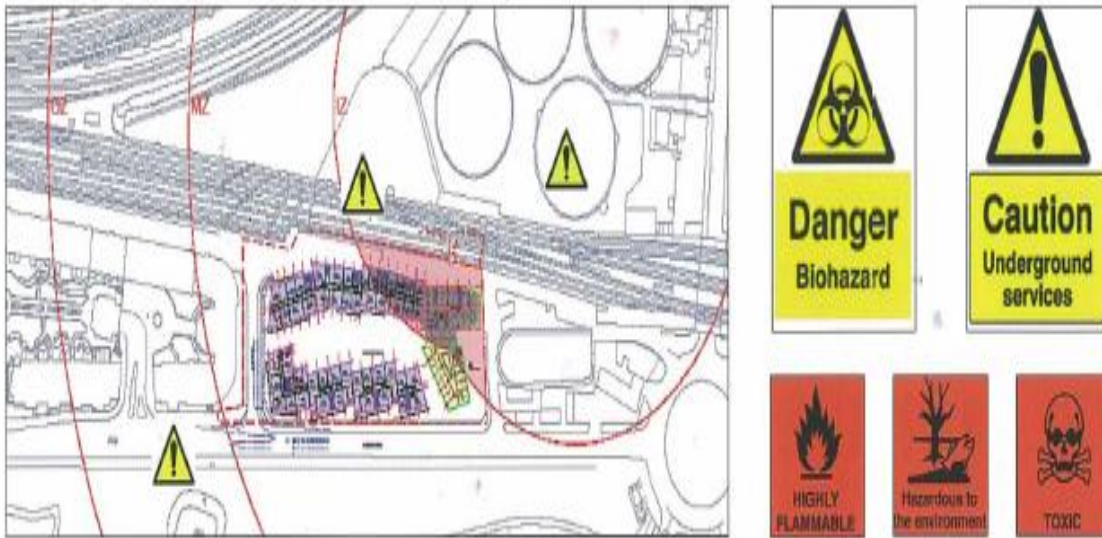 OZ
MZ
IZ
Danger
Biohazard
Caution
Underground
services
HIGHLY
FLAMMABLE
Hazardous to
the environment
TOXIC